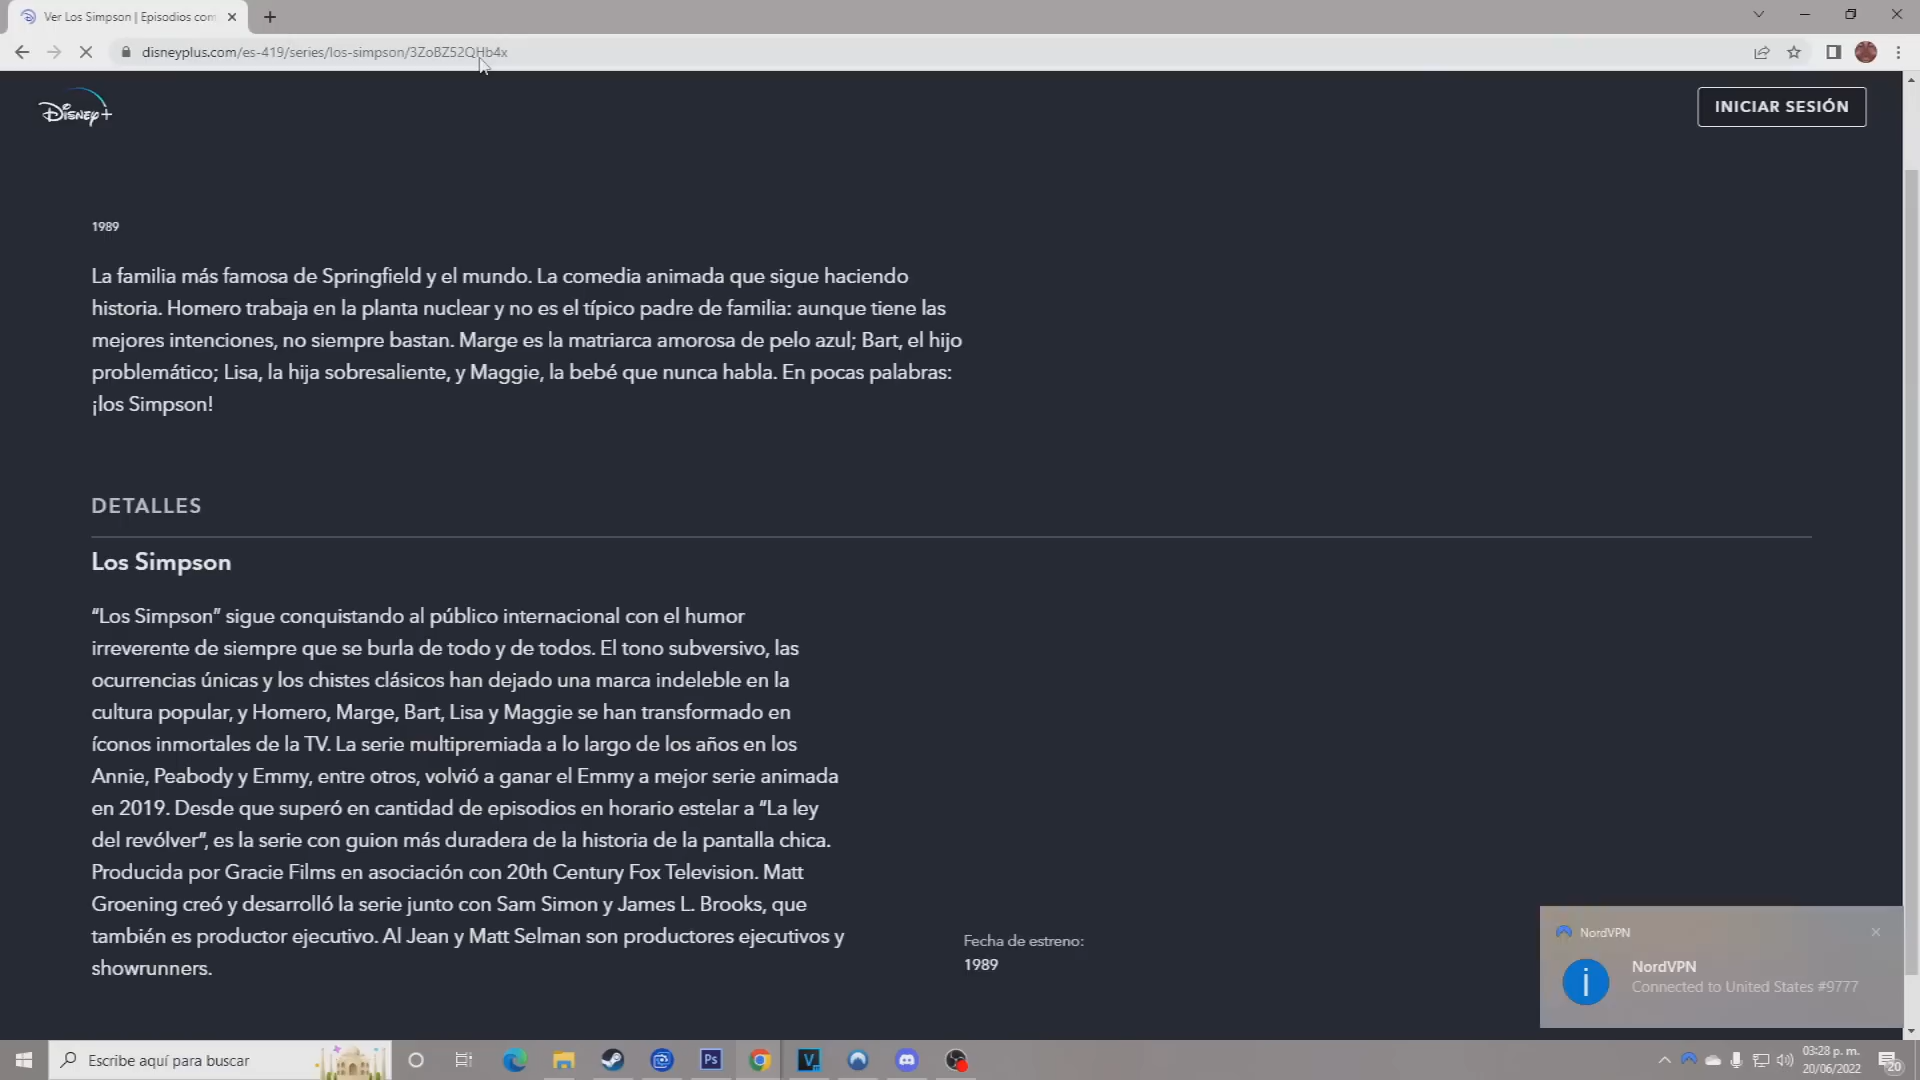 Ver Los Simpson | Episodios com
disneyplus.com/es-419/series/los-simpson/3ZoBZ52QHb4x
Disney+
INICIAR SESIÓN
1989
La familia más famosa de Springfield y el mundo. La comedia animada que sigue haciendo
historia. Homero trabaja en la planta nuclear y no es el típico padre de familia: aunque tiene las
mejores intenciones, no siempre bastan. Marge es la matriarca amorosa de pelo azul; Bart, el hijo
problemático; Lisa, la hija sobresaliente, y Maggie, la bebé que nunca habla. En pocas palabras:
¡los Simpson!
DETALLES
Los Simpson
“Los Simpson” sigue conquistando al público internacional con el humor
irreverente de siempre que se burla de todo y de todos. El tono subversivo, las
ocurrencias únicas y los chistes clásicos han dejado una marca indeleble en la
cultura popular, y Homero, Marge, Bart, Lisa y Maggie se han transformado en
íconos inmortales de la TV. La serie multipremiada a lo largo de los años en los
Annie, Peabody y Emmy, entre otros, volvió a ganar el Emmy a mejor serie animada
en 2019. Desde que superó en cantidad de episodios en horario estelar a “La ley
del revólver”, es la serie con guion más duradera de la historia de la pantalla chica.
Producida por Gracie Films en asociación con 20th Century Fox Television. Matt
Groening creó y desarrolló la serie junto con Sam Simon y James L. Brooks, que
también es productor ejecutivo. Al Jean y Matt Selman son productores ejecutivos y
showrunners.
Fecha de estreno:
1989
NordVPN
NordVPN
Connected to United States #9777
Escribe aquí para buscar
Ps
V
03:28 p. m.
20/06/2022
20